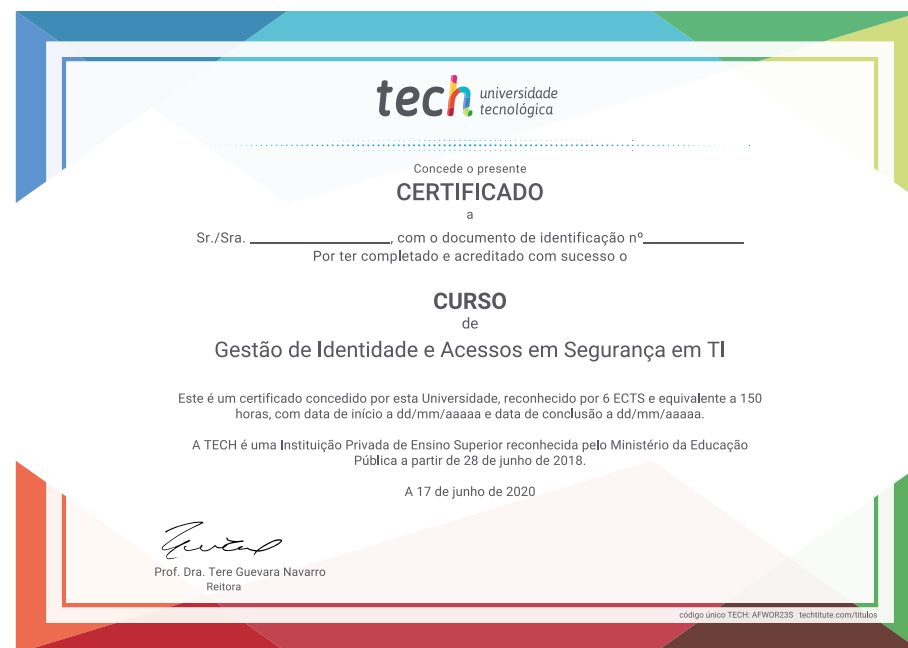 tech universidade
tecnológica
Concede o presente
CERTIFICADO
a
Sr./Sra. ____________________, com o documento de identificação nº______________
Por ter completado e acreditado com sucesso o
CURSO
de
Gestão de Identidade e Acessos em Segurança em TI
Este é um certificado concedido por esta Universidade, reconhecido por 6 ECTS e equivalente a 150
horas, com data de início a dd/mm/aaaaa e data de conclusão a dd/mm/aaaaa.
A TECH é uma Instituição Privada de Ensino Superior reconhecida pelo Ministério da Educação
Pública a partir de 28 de junho de 2018.
A 17 de junho de 2020
Prof. Dra. Tere Guevara Navarro
Reitora
código único TECH: AFWOR23S techtitute.com/titulos